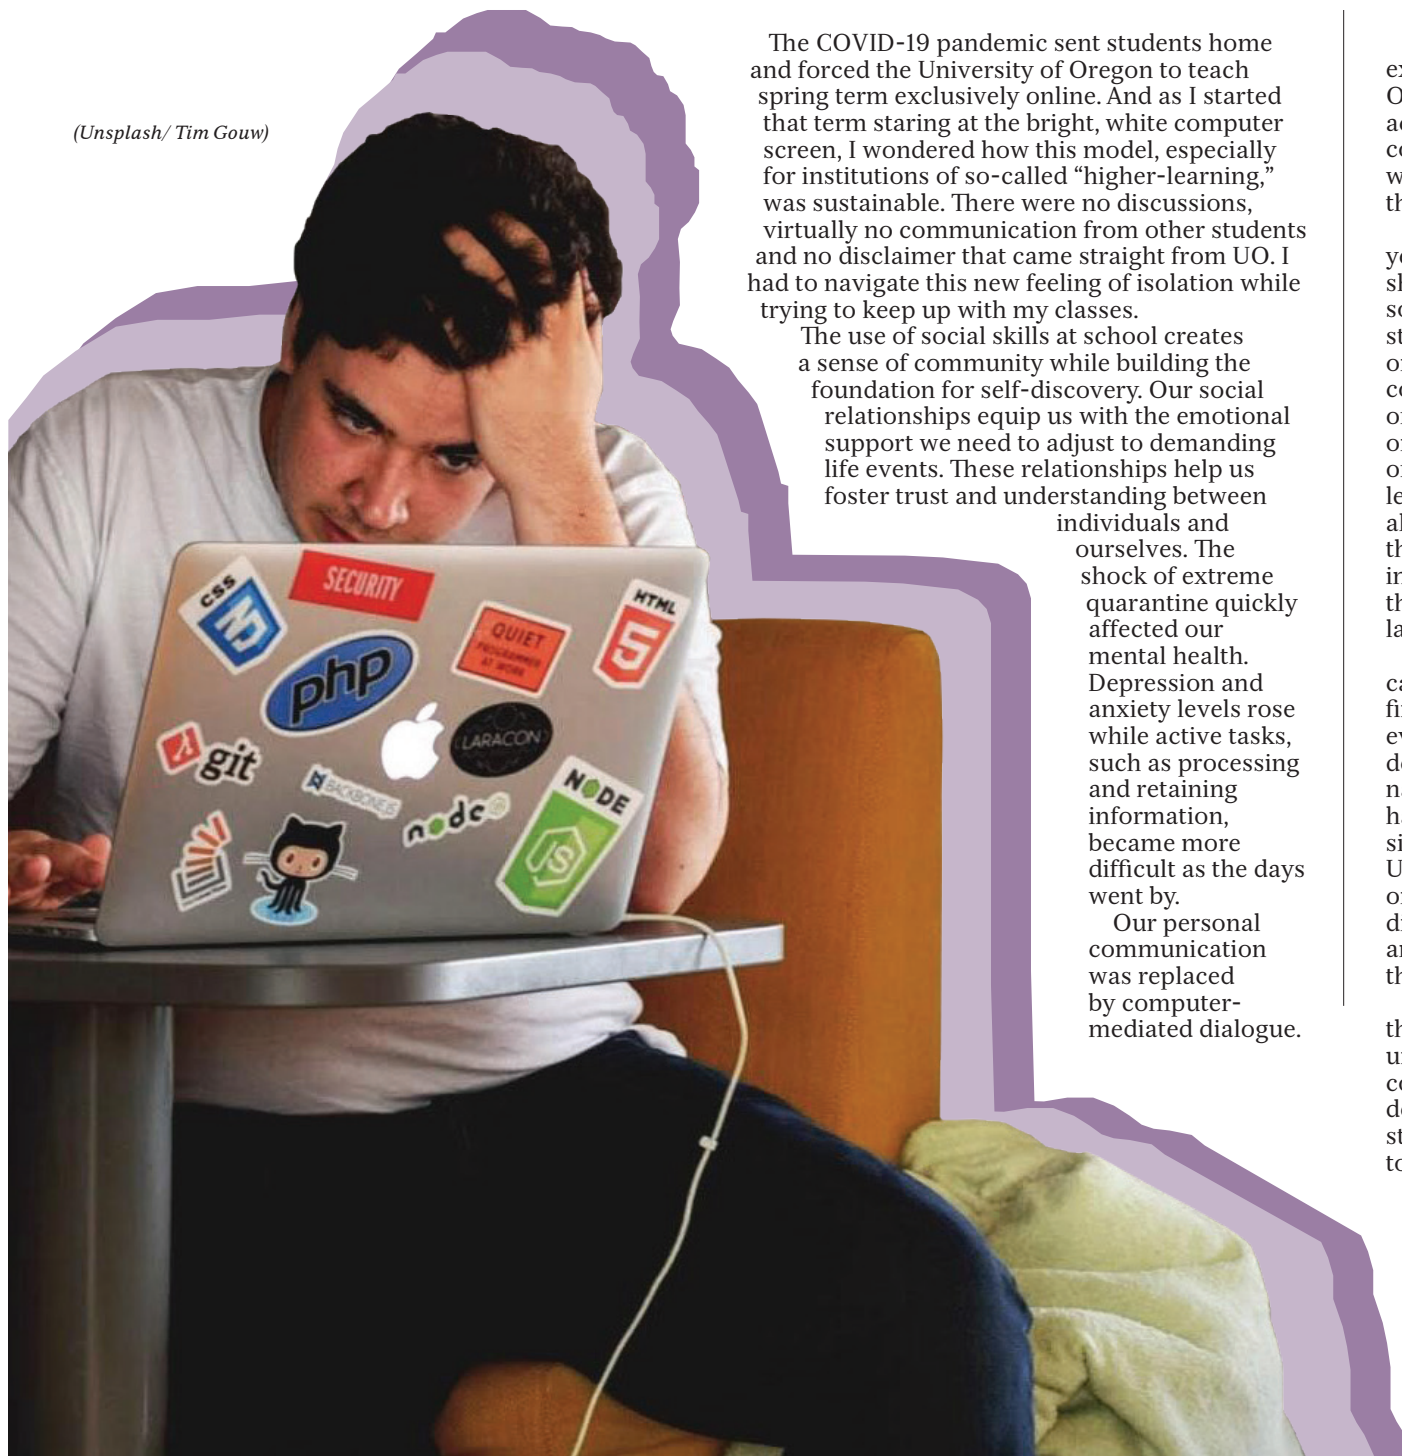 (Unsplash/ Tim Gouw)
The COVID-19 pandemic sent students home
and forced the University of Oregon to teach
spring term exclusively online. And as I started
that term staring at the bright, white computer
screen, I wondered how this model, especially
for institutions of so-called “higher-learning,”
was sustainable. There were no discussions,
virtually no communication from other students
and no disclaimer that came straight from UO. I
had to navigate this new feeling of isolation while
trying to keep up with my classes.
The use of social skills at school creates
a sense of community while building the
foundation for self-discovery. Our social
relationships equip us with the emotional
support we need to adjust to demanding
life events. These relationships help us
foster trust and understanding between
individuals and
ourselves. The
shock of extreme
quarantine quickly
affected our
mental health.
Depression and
anxiety levels rose
while active tasks,
such as processing
and retaining
information,
became more
difficult as the days
went by.
Our personal
communication
was replaced
by computer-
mediated dialogue.
CSS
SECURITY
HTML
5
QUIET
PROGRAMMER
AT WORK
php
LARACON
git
BACKBONE.JS
node
NODE
JS